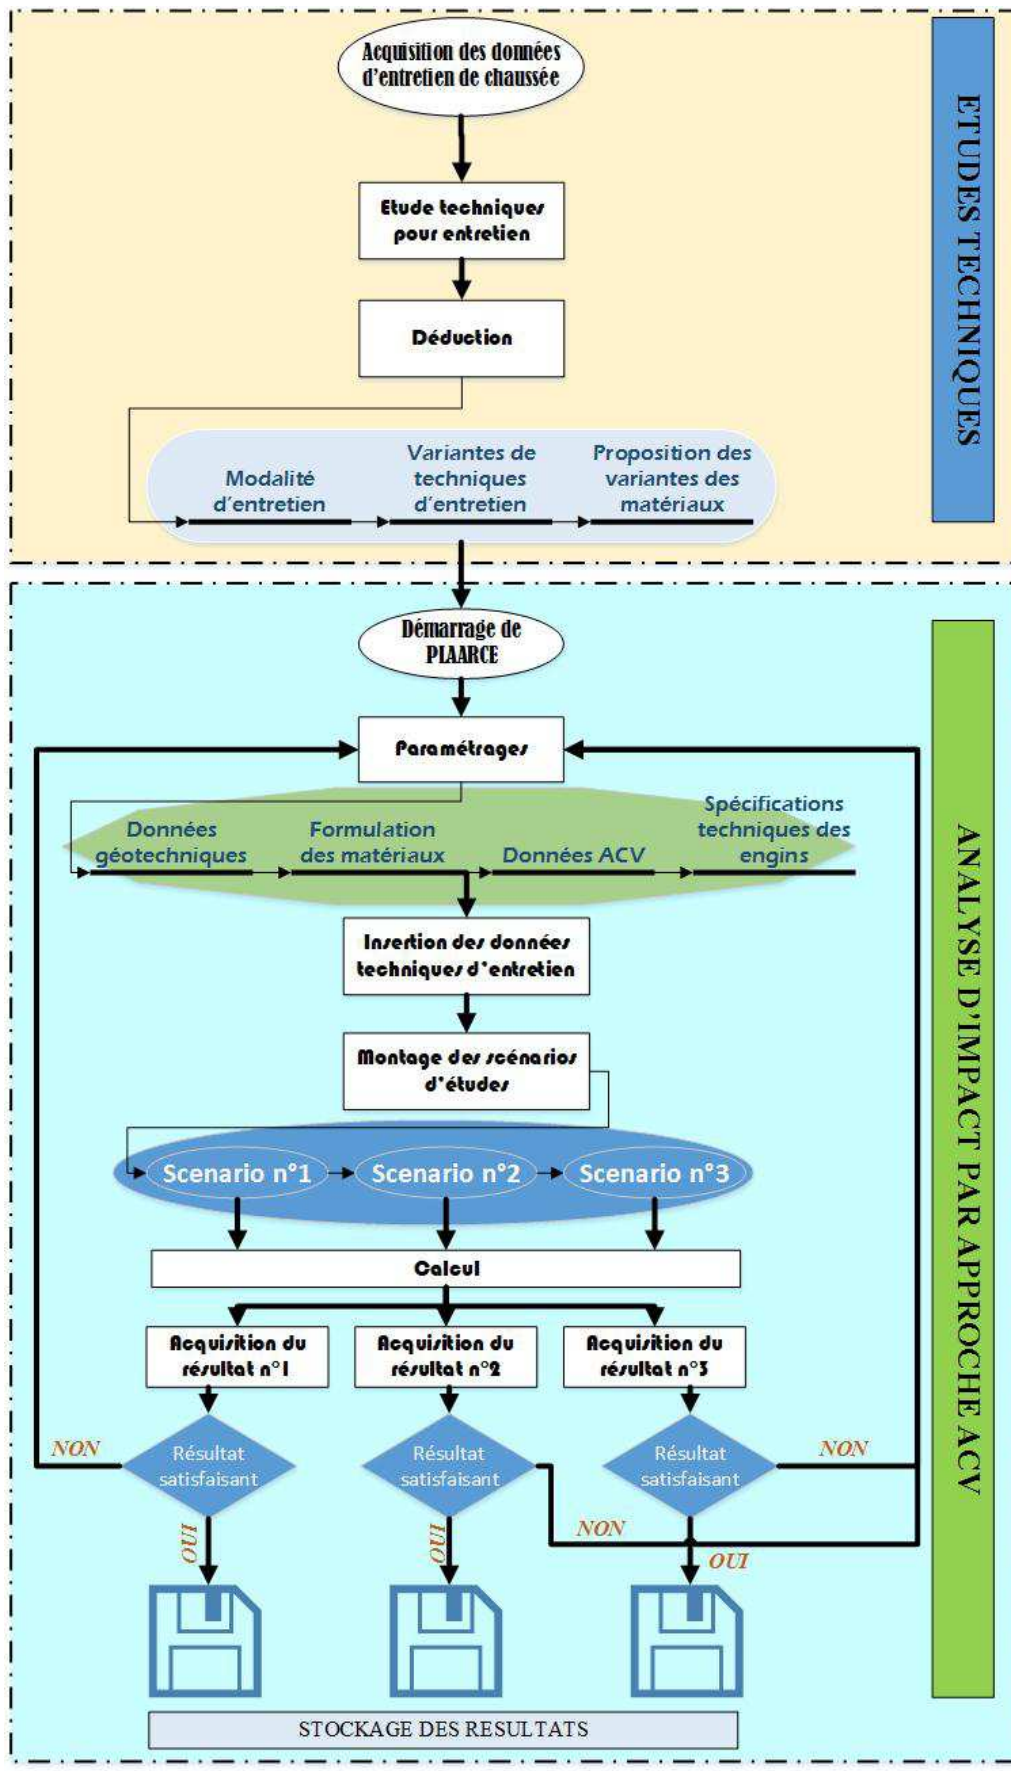 Acquisition des données
d'entretien de chaussée
ETUDES TECHNIQUES
Etude techniques
pour entretien
Déduction
Modalité
d'entretien
Variantes de
techniques
d'entretien
Proposition des
variantes des
matériaux
Démarrage de
PLAARCE
ANALYSE D'IMPACT PAR APPROCHE ACV
Paramétrages
Données
géotechniques
Formulation
des matériaux
Données ACV
Spécifications
techniques des
engins
Insertion des données
techniques d'entretien
Montage des scénarios
d'études
Scenario n°1
Scenario n°2
Scenario n°3
Calcul
Acquisition du
résultat n°1
Acquisition du
résultat n°2
Acquisition du
résultat n°3
NON
Résultat
satisfaisant
Résultat
satisfaisant
Résultat
satisfaisant
NON
OUI
OUI
NON
OUI
STOCKAGE DES RESULTATS